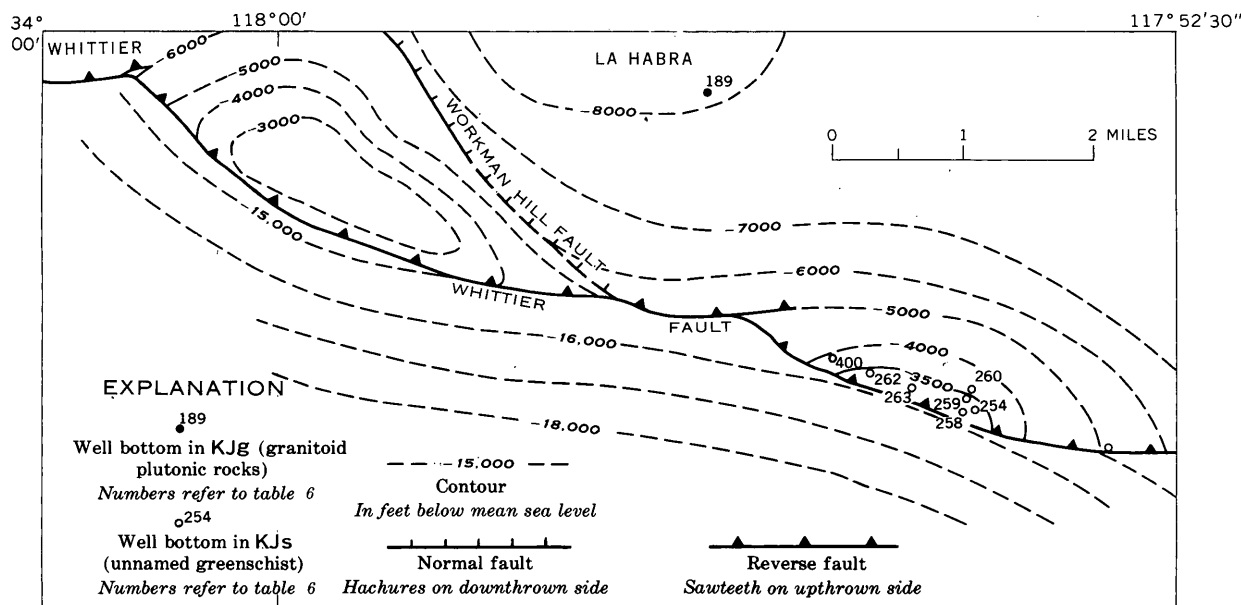 34°
00'
118°00'
117°52'30"
WHITTIER
-6000
-5000
-4000
-3000
LA HABRA
189
-8000
0 1 2 MILES
WORKMAN HILL FAULT
-15,000
-7000
-6000
WHITTIER
FAULT
-5000
-16,000
-4000
400
262
3500
260
263
259
254
258
-18,000
EXPLANATION
189
Well bottom in KJg (granitoid
plutonic rocks)
Numbers refer to table 6
254
Well bottom in KJs
(unnamed greenschist)
Numbers refer to table 6
-15,000
Contour
In feet below mean sea level
Normal fault
Hachures on downthrown side
Reverse fault
Sawteeth on upthrown side